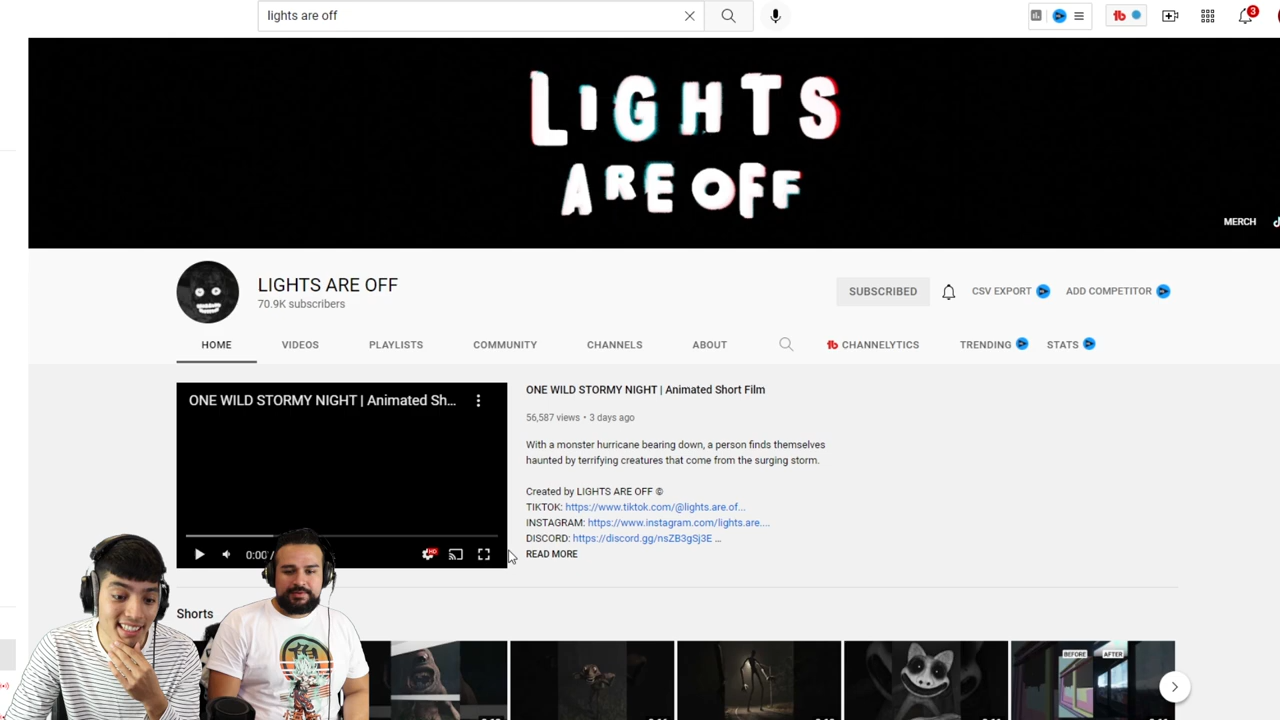 lights are off
3
LIGHTS
ARE OFF
MERCH
LIGHTS ARE OFF
70.9K subscribers
SUBSCRIBED
CSV EXPORT
ADD COMPETITOR
HOME
VIDEOS
PLAYLISTS
COMMUNITY
CHANNELS
ABOUT
CHANNELYTICS
TRENDING
STATS
ONE WILD STORMY NIGHT | Animated Sh...
ONE WILD STORMY NIGHT | Animated Short Film
56,587 views • 3 days ago
With a monster hurricane bearing down, a person finds themselves
haunted by terrifying creatures that come from the surging storm.
Created by LIGHTS ARE OFF ©
TIKTOK: https://www.tiktok.com/@lights.are.of...
INSTAGRAM: https://www.instagram.com/lights.are....
DISCORD: https://discord.gg/nsZB3gSj3E ...
READ MORE
0:00 /
HD
Shorts
BEFORE
AFTER